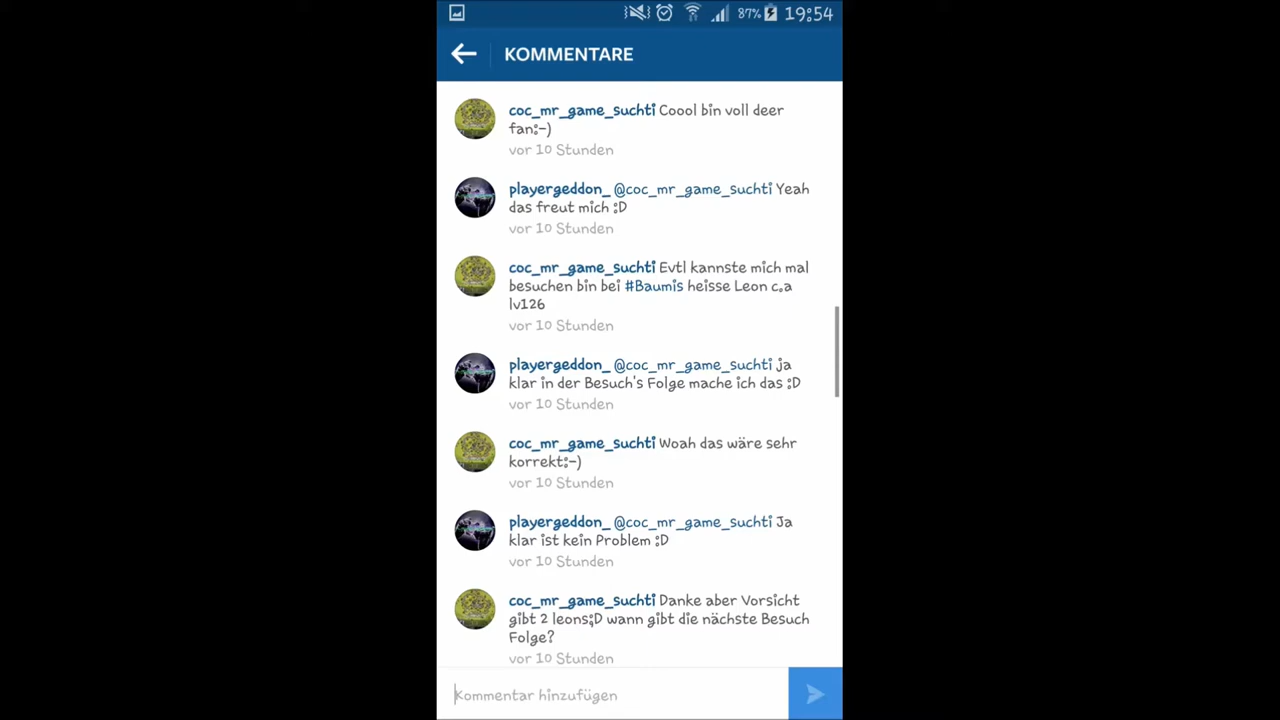 87% 19:54
KOMMENTARE
coc_mr_game_suchti Coool bin voll deer
fan:-)
vor 10 Stunden
playergeddon_ @coc_mr_game_suchti Yeah
das freut mich :D
vor 10 Stunden
coc_mr_game_suchti Evtl kannste mich mal
besuchen bin bei #Baumis heisse Leon c.a
lv126
vor 10 Stunden
playergeddon_ @coc_mr_game_suchti ja
klar in der Besuch's Folge mache ich das :D
vor 10 Stunden
coc_mr_game_suchti Woah das wäre sehr
korrekt:-)
vor 10 Stunden
playergeddon_ @coc_mr_game_suchti Ja
klar ist kein Problem :D
vor 10 Stunden
coc_mr_game_suchti Danke aber Vorsicht
gibt 2 leons;D wann gibt die nächste Besuch
Folge?
vor 10 Stunden
Kommentar hinzufügen